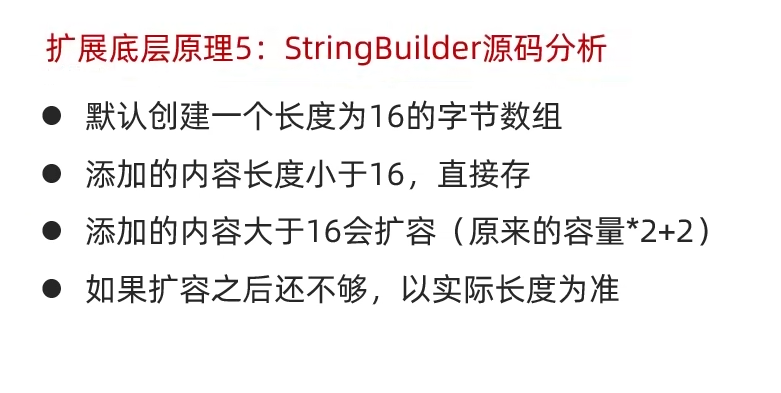 扩展底层原理5：StringBuilder源码分析
● 默认创建一个长度为16的字节数组
● 添加的内容长度小于16，直接存
● 添加的内容大于16会扩容（原来的容量*2+2）
● 如果扩容之后还不够，以实际长度为准